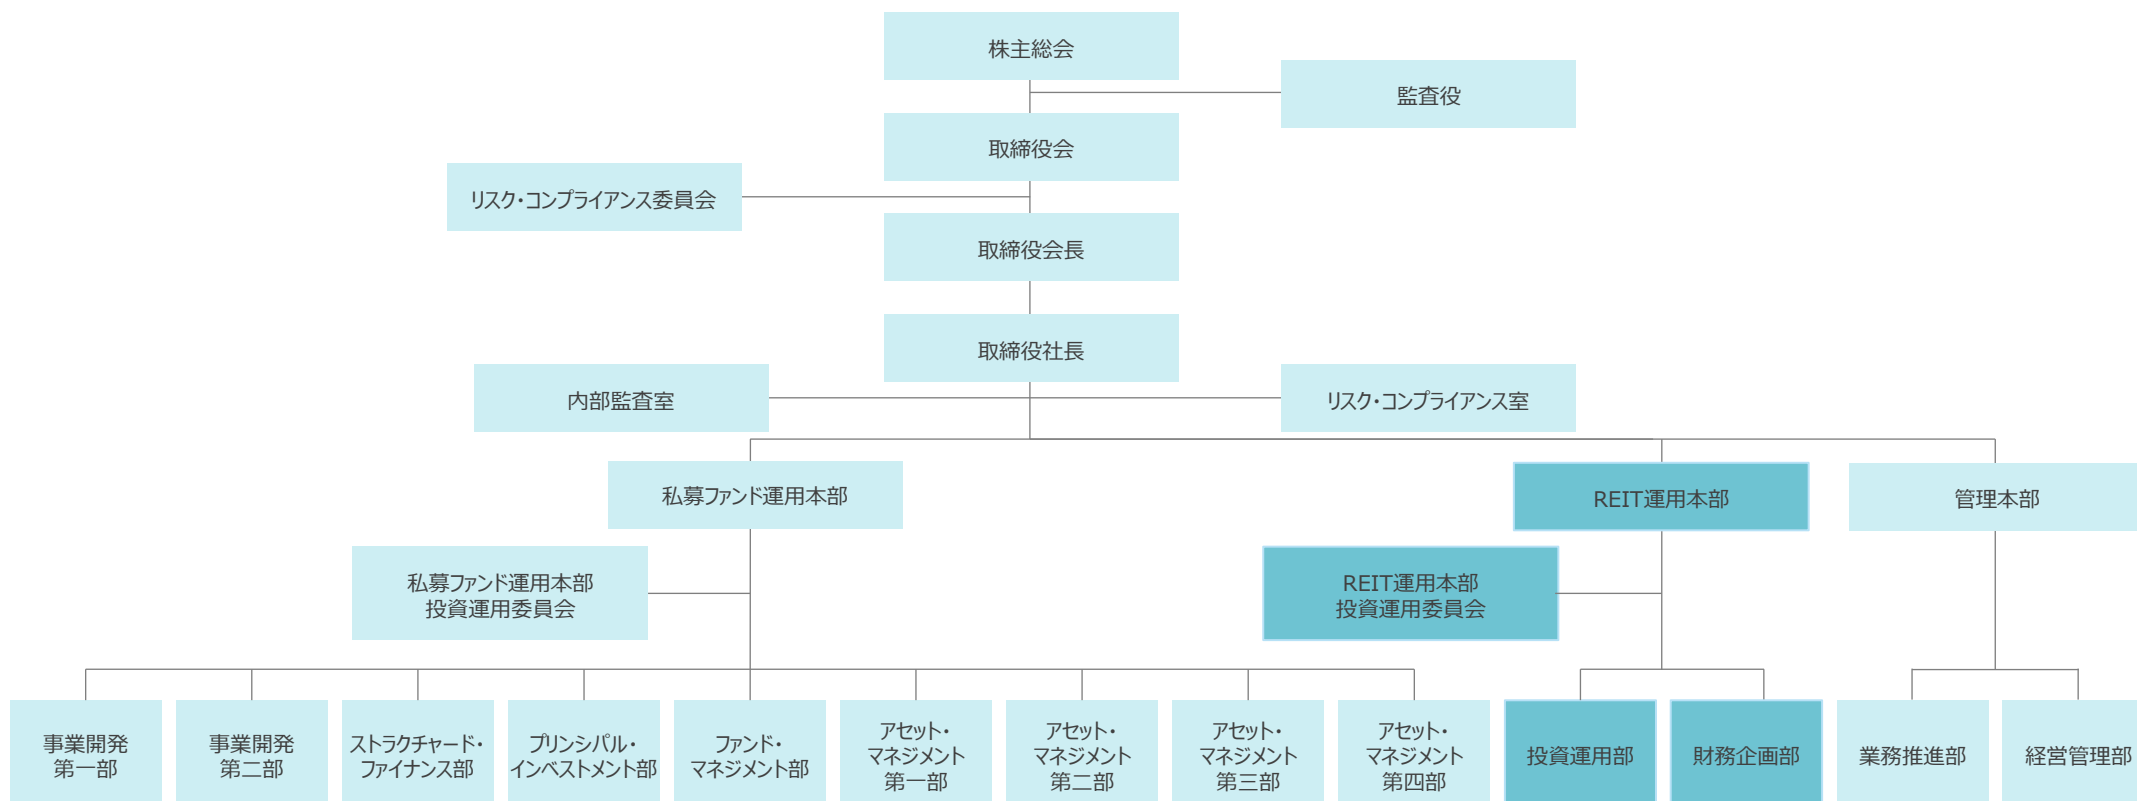 株主総会
監査役
取締役会
リスク・コンプライアンス委員会
取締役会長
取締役社長
内部監査室
リスク・コンプライアンス室
私募ファンド運用本部
REIT運用本部
管理本部
私募ファンド運用本部
投資運用委員会
REIT運用本部
投資運用委員会
事業開発
第一部
事業開発
第二部
ストラクチャード・
ファイナンス部
プリンシパル・
インベストメント部
ファンド・
マネジメント部
アセット・
マネジメント
第一部
アセット・
マネジメント
第二部
アセット・
マネジメント
第三部
アセット・
マネジメント
第四部
投資運用部
財務企画部
業務推進部
経営管理部